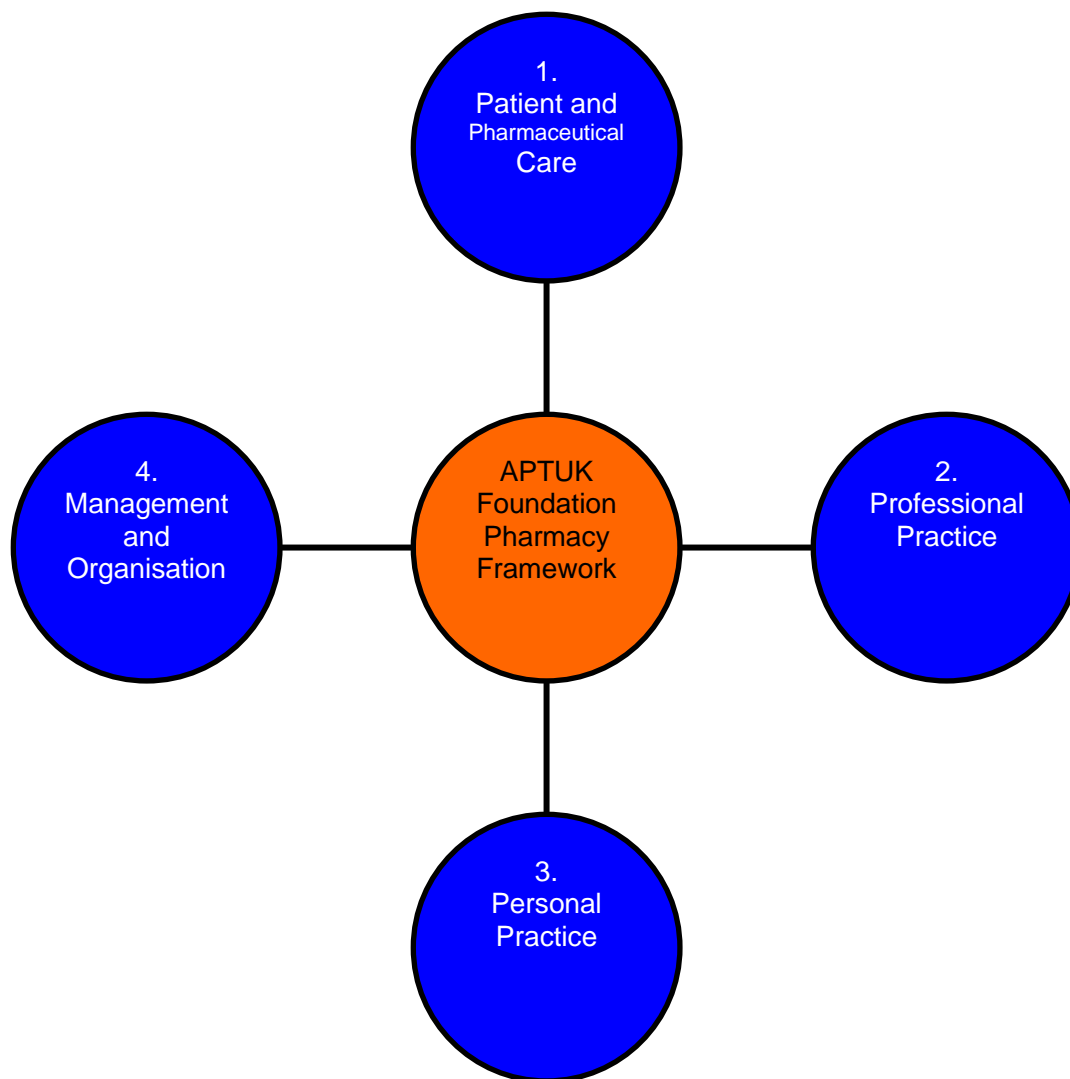 1.
Patient and
Pharmaceutical
Care
4.
Management
and
Organisation
APTUK
Foundation
Pharmacy
Framework
2.
Professional
Practice
3.
Personal
Practice